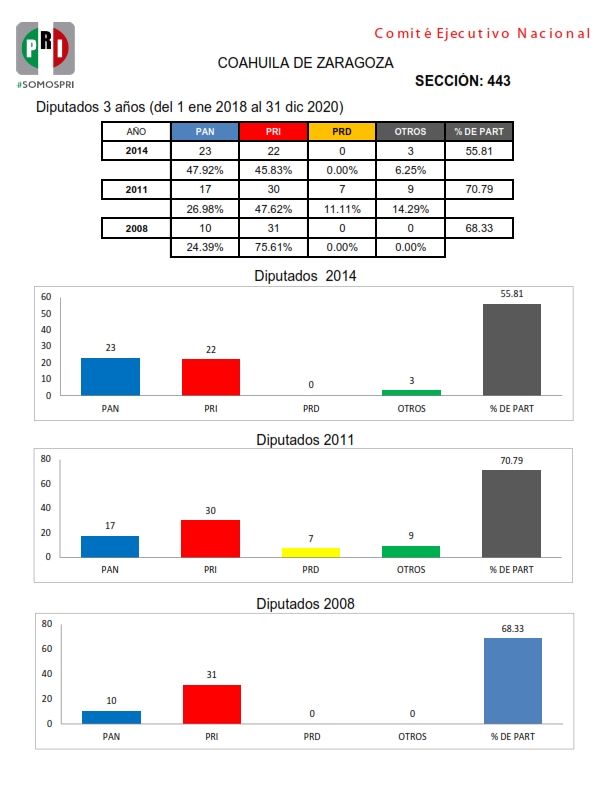 Comité Ejecutivo Nacional
PRI
#SOMOSPRI
COAHUILA DE ZARAGOZA
SECCIÓN: 443
Diputados 3 años (del 1 ene 2018 al 31 dic 2020)
AÑO PAN PRI PRD OTROS % DE PART
2014 23 22 0 3 55.81
47.92% 45.83% 0.00% 6.25%
2011 17 30 7 9 70.79
26.98% 47.62% 11.11% 14.29%
2008 10 31 0 0 68.33
24.39% 75.61% 0.00% 0.00%
Diputados 2014
60
50
40
30
20
10
0
23 22 0 3 55.81
PAN PRI PRD OTROS % DE PART
Diputados 2011
80
60
40
20
0
17 30 7 9 70.79
PAN PRI PRD OTROS % DE PART
Diputados 2008
80
60
40
20
0
10 31 0 0 68.33
PAN PRI PRD OTROS % DE PART